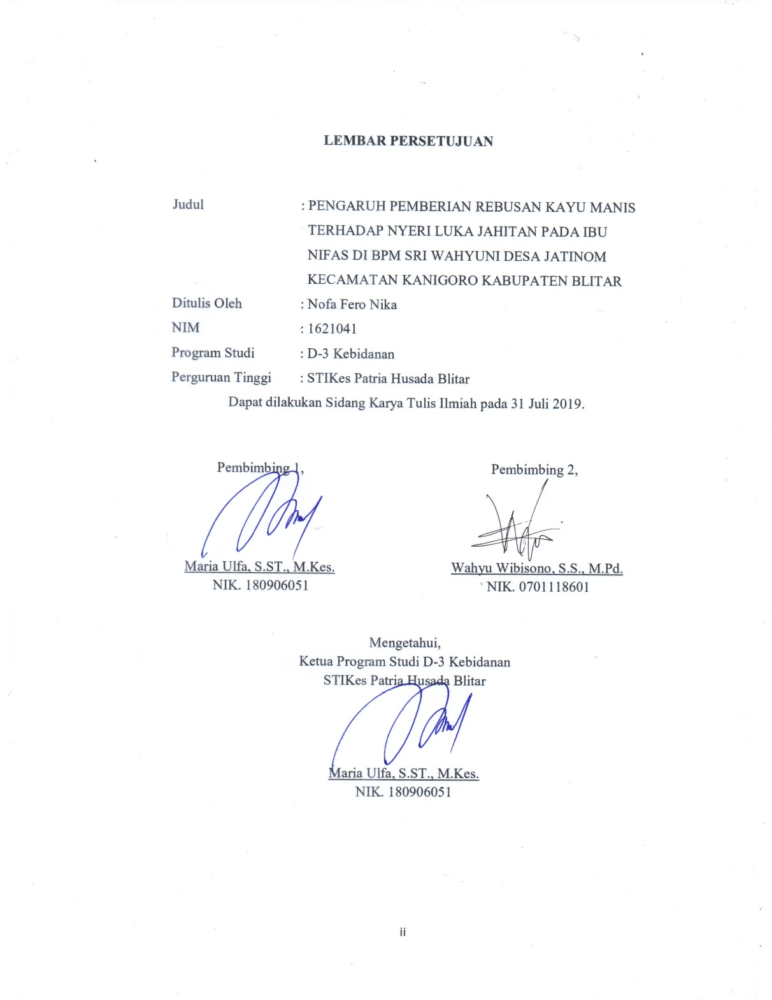 LEMBAR PERSETUJUAN
Judul : PENGARUH PEMBERIAN REBUSAN KAYU MANIS
TERHADAP NYERI LUKA JAHITAN PADA IBU
NIFAS DI BPM SRI WAHYUNI DESA JATINOM
KECAMATAN KANIGORO KABUPATEN BLITAR
Ditulis Oleh : Nofa Fero Nika
NIM : 1621041
Program Studi : D-3 Kebidanan
Perguruan Tinggi : STIKes Patria Husada Blitar
Dapat dilakukan Sidang Karya Tulis Ilmiah pada 31 Juli 2019.
Pembimbing 1,
Maria Ulfa, S.ST., M.Kes.
NIK. 180906051
Pembimbing 2,
Wahyu Wibisono, S.S., M.Pd.
NIK. 0701118601
Mengetahui,
Ketua Program Studi D-3 Kebidanan
STIKes Patria Husada Blitar
Maria Ulfa, S.ST., M.Kes.
NIK. 180906051
ii